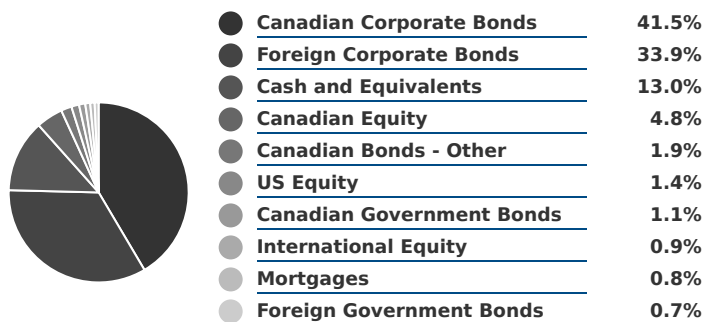 Canadian Corporate Bonds 41.5%
Foreign Corporate Bonds 33.9%
Cash and Equivalents 13.0%
Canadian Equity 4.8%
Canadian Bonds - Other 1.9%
US Equity 1.4%
Canadian Government Bonds 1.1%
International Equity 0.9%
Mortgages 0.8%
Foreign Government Bonds 0.7%